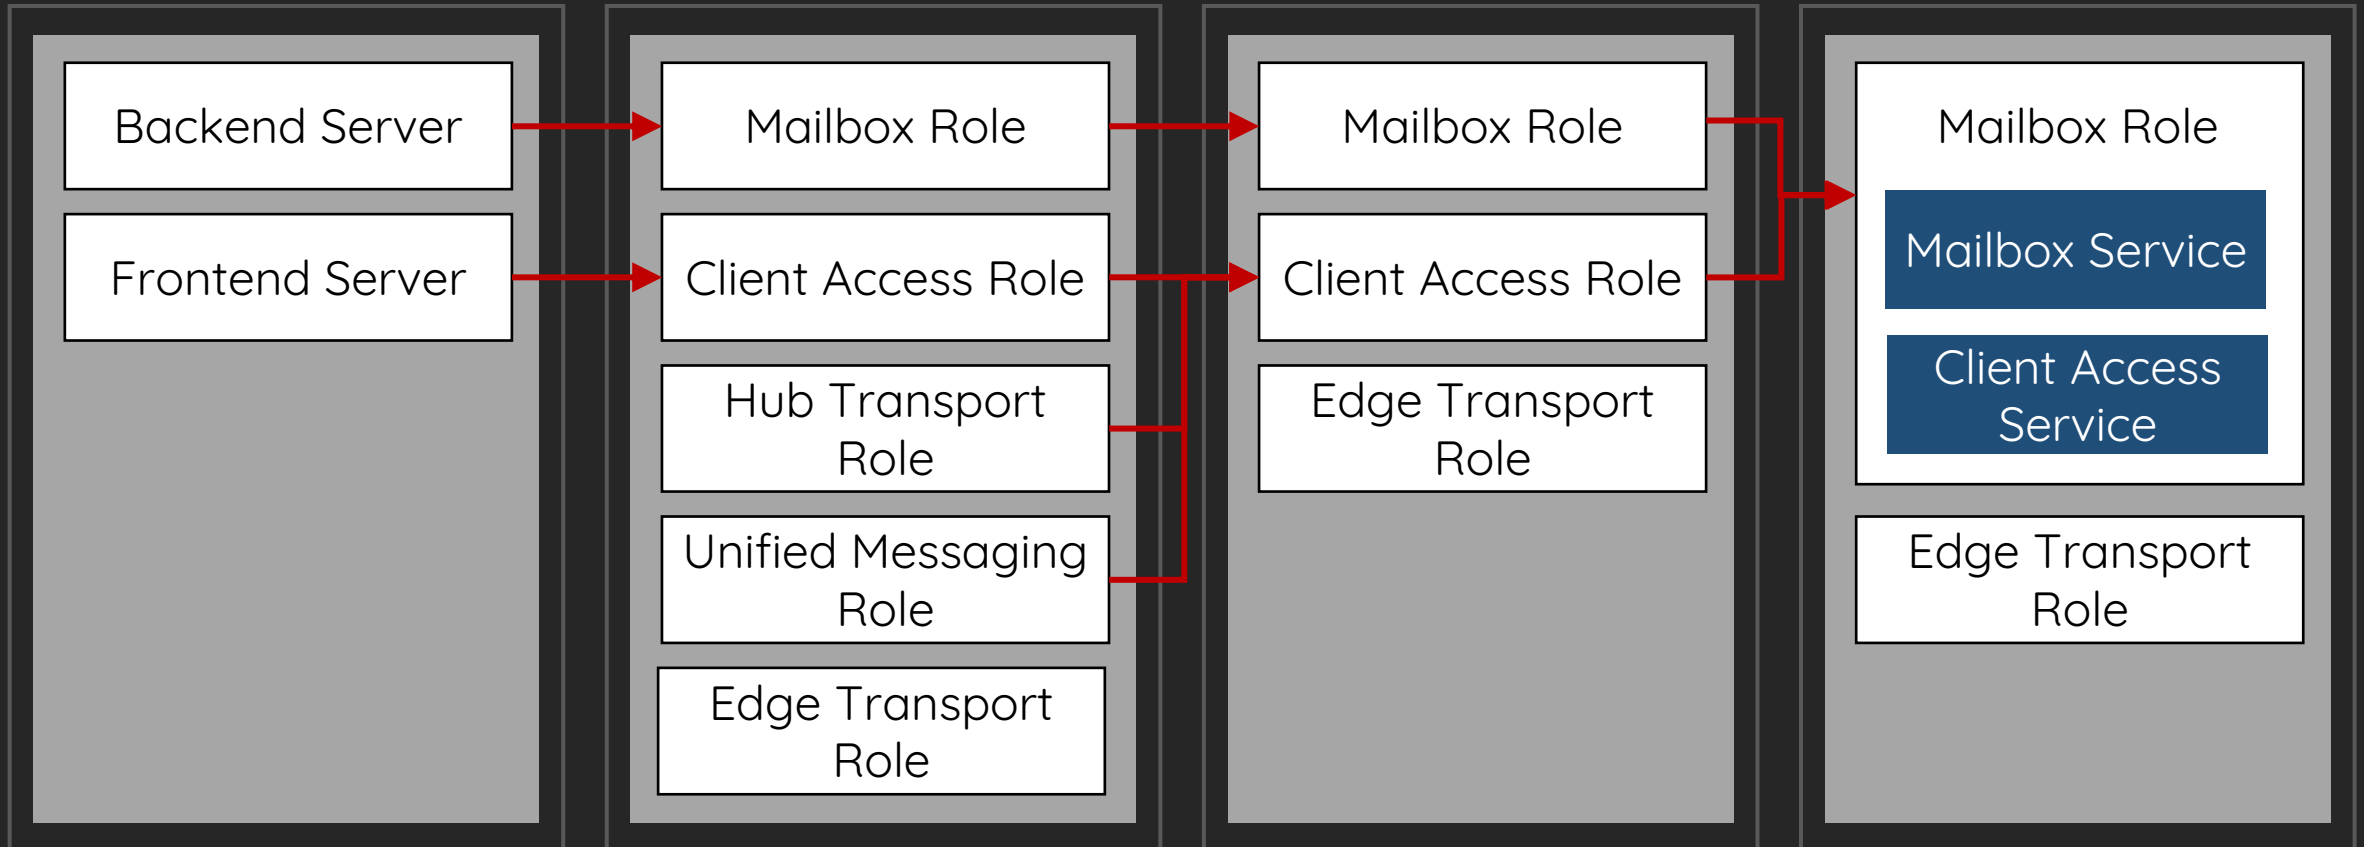 Backend Server
Frontend Server
Mailbox Role
Client Access Role
Hub Transport
Role
Unified Messaging
Role
Edge Transport
Role
Mailbox Role
Client Access Role
Edge Transport
Role
Mailbox Role
Mailbox Service
Client Access
Service
Edge Transport
Role